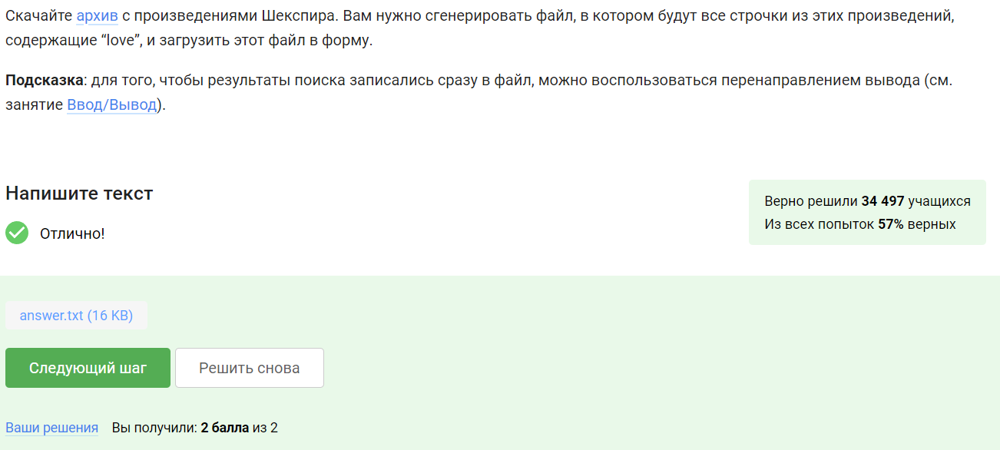 Скачайте архив с произведениями Шекспира. Вам нужно сгенерировать файл, в котором будут все строчки из этих произведений,
содержащие “love”, и загрузить этот файл в форму.
Подсказка: для того, чтобы результаты поиска записались сразу в файл, можно воспользоваться перенаправлением вывода (см.
занятие Ввод/Вывод).
Напишите текст
Отлично!
Верно решили 34 497 учащихся
Из всех попыток 57% верных
answer.txt (16 KB)
Следующий шаг
Решить снова
Ваши решения Вы получили: 2 балла из 2